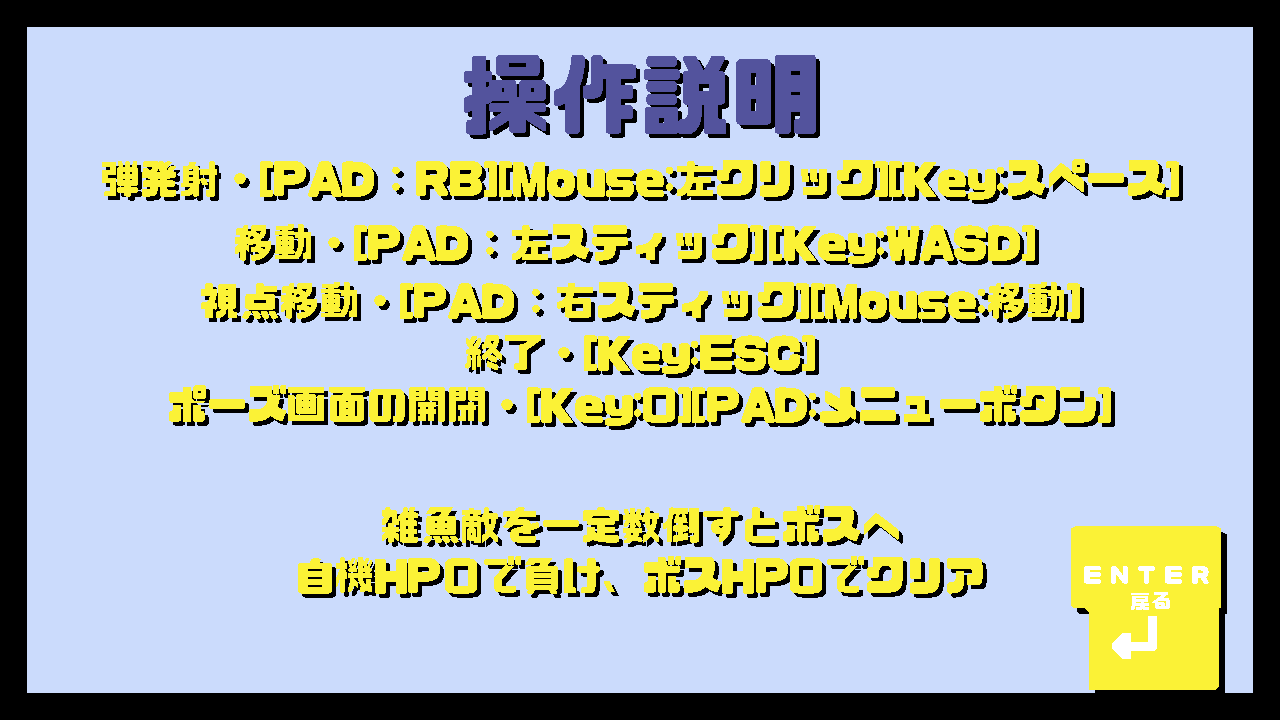 操作説明
弾発射・[PAD：RB][Mouse:左クリック][Key:スペース]
移動・[PAD：左スティック][Key:WASD]
視点移動・[PAD：右スティック][Mouse:移動]
終了・[Key:ESC]
ポーズ画面の開閉・[Key:O][PAD:メニューボタン]
雑魚敵を一定数倒すとボスへ
自機HP0で負け、ボスHP0でクリア
ENTER
戻る